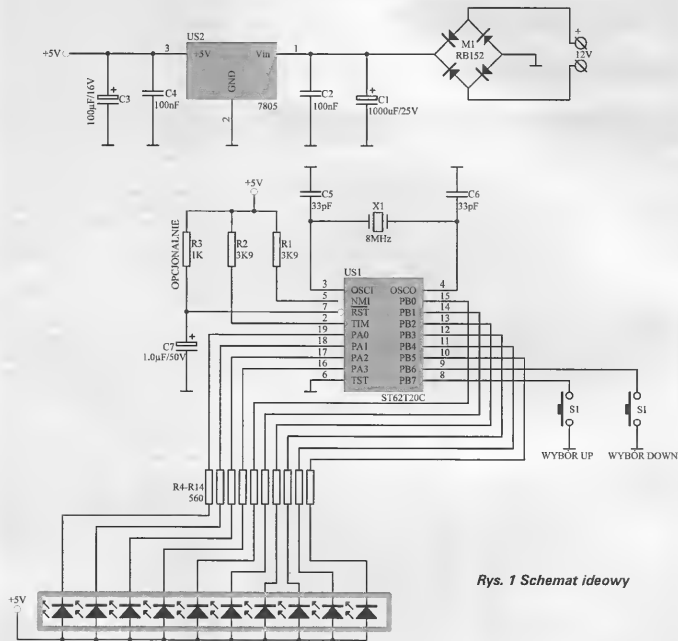 US2
+5V
3
+5V
Vin
1
GND
7805
2
100µF/16V
+
C3
C4
100nF
C2
100nF
+
C1
1000uF/25V
M1
RB152
+
12V
+5V
C5
33pF
X1
8MHz
C6
33pF
OPCJONALNIE
R3
1K
R2
3K9
R1
3K9
US1
3
OSCI
OSCO
4
5
NMI
PB0
15
7
RST
PB1
14
2
TIM
PB2
13
19
PA0
PB3
12
18
PA1
PB4
11
17
PA2
PB5
10
16
PA3
PB6
9
6
TST
PB7
8
ST62T20C
+
C7
1.0µF/50V
S1
S1
WYBOR UP
WYBOR DOWN
R4-R14
560
+5V
Rys. 1 Schemat ideowy